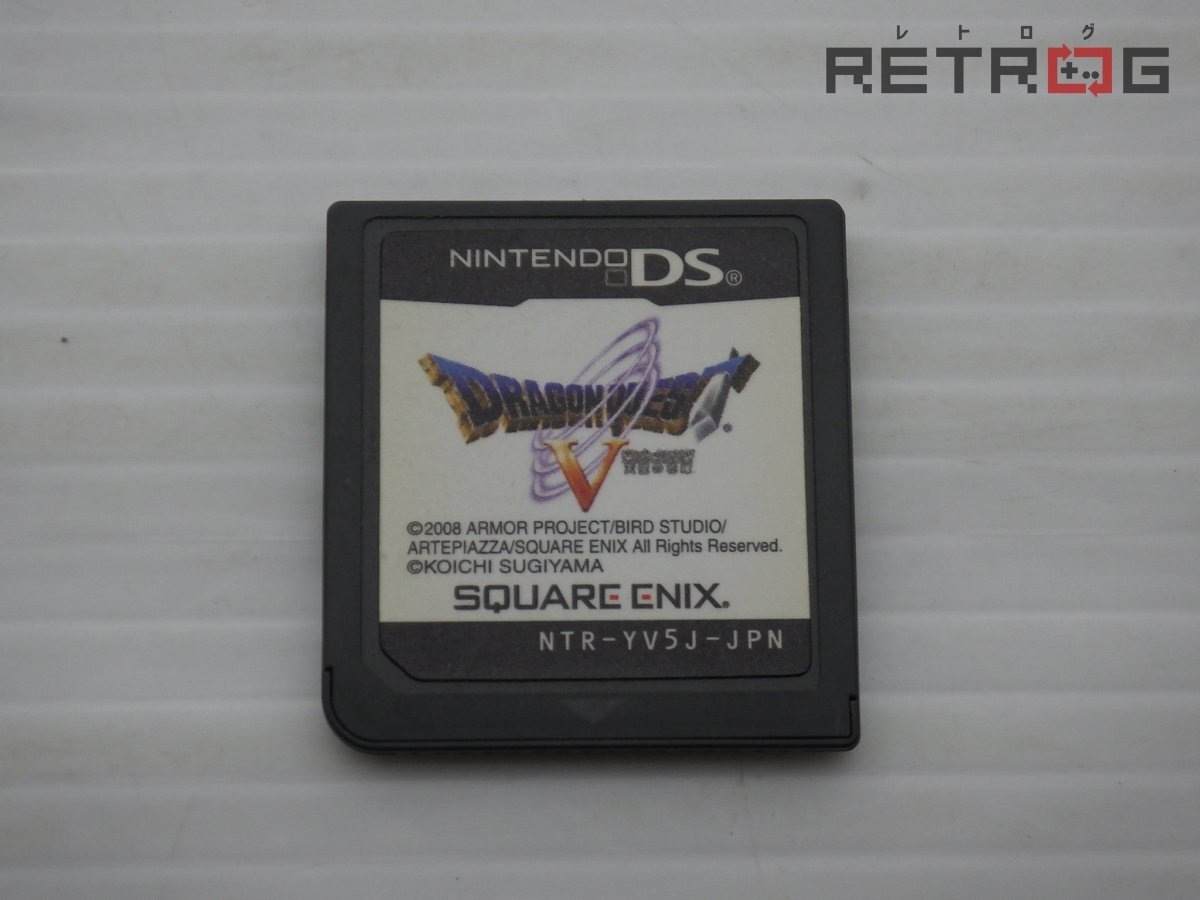 レトログ
RETROG
NINTENDO DS®
DRAGON QUEST®
V
©2008 ARMOR PROJECT/BIRD STUDIO/
ARTEPIAZZA/SQUARE ENIX All Rights Reserved.
©KOICHI SUGIYAMA
SQUARE ENIX.
NTR-YV5J-JPN